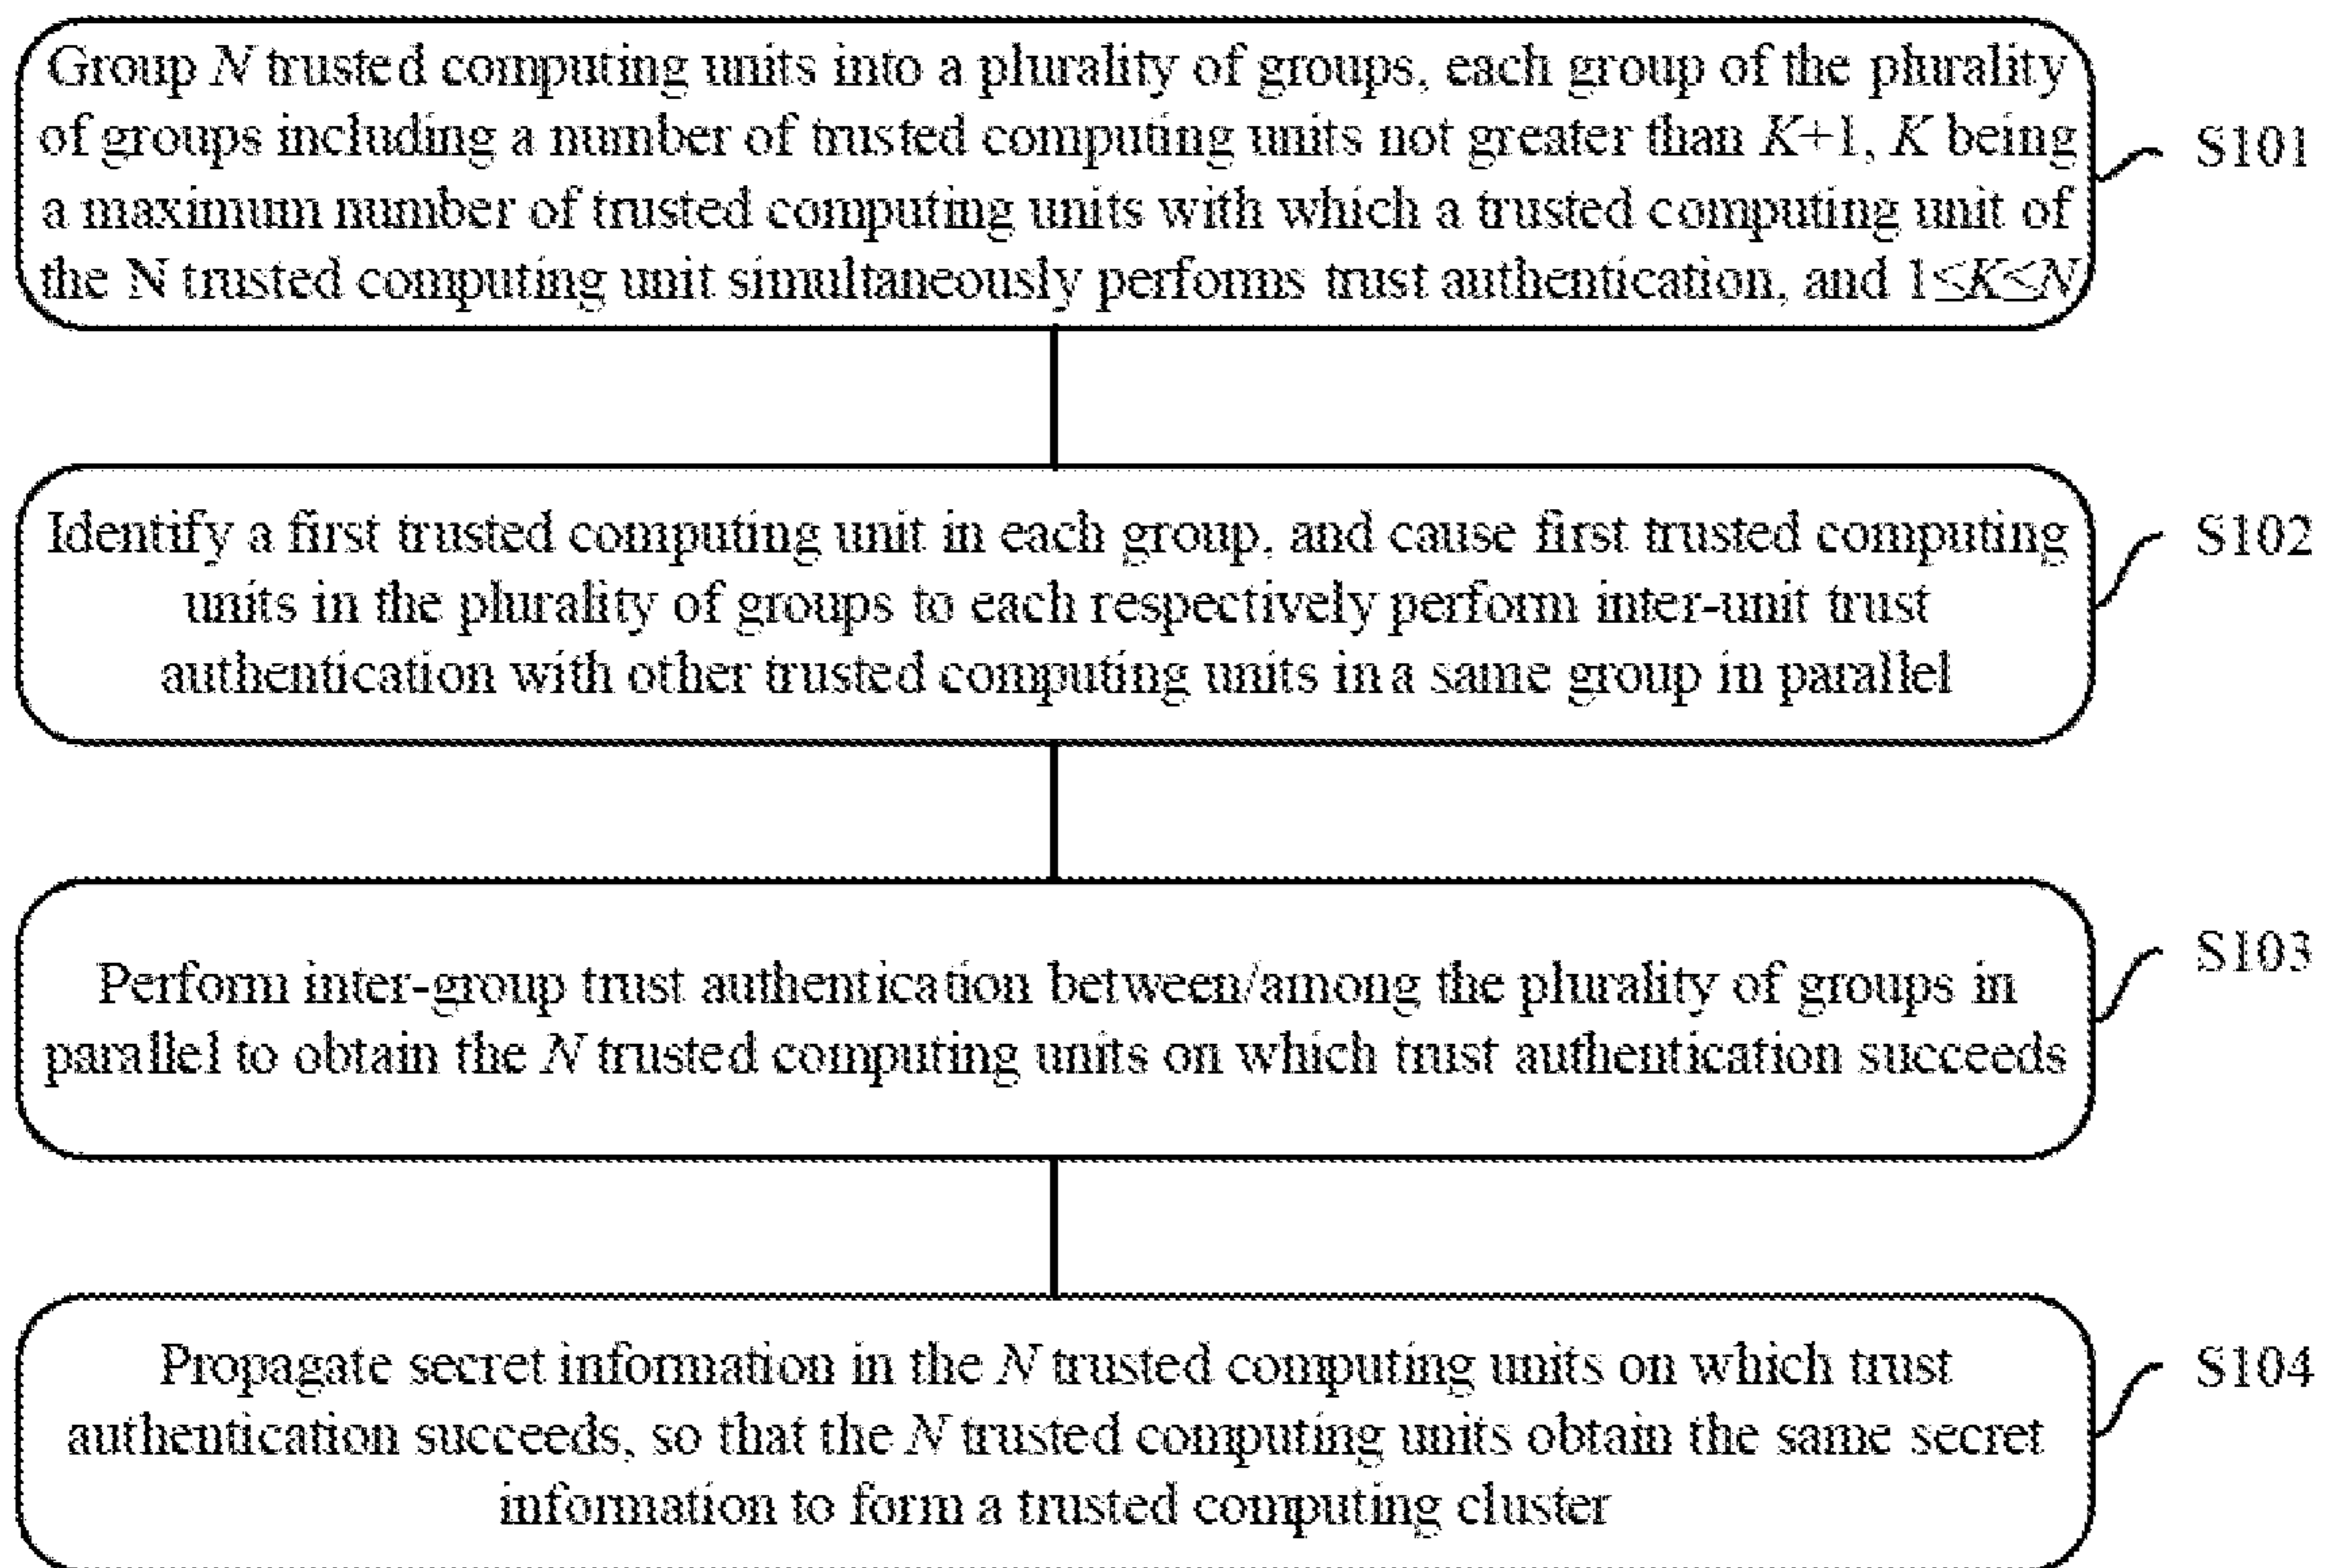 Group N trusted computing units into a plurality of groups, each group of the plurality
of groups including a number of trusted computing units not greater than K+1, K being
a maximum number of trusted computing units with which a trusted computing unit of
the N trusted computing unit simultaneously performs trust authentication, and 1≤K≤N
S101
Identify a first trusted computing unit in each group, and cause first trusted computing
units in the plurality of groups to each respectively perform inter-unit trust
authentication with other trusted computing units in a same group in parallel
S102
Perform inter-group trust authentication between/among the plurality of groups in
parallel to obtain the N trusted computing units on which trust authentication succeeds
S103
Propagate secret information in the N trusted computing units on which trust
authentication succeeds, so that the N trusted computing units obtain the same secret
information to form a trusted computing cluster
S104